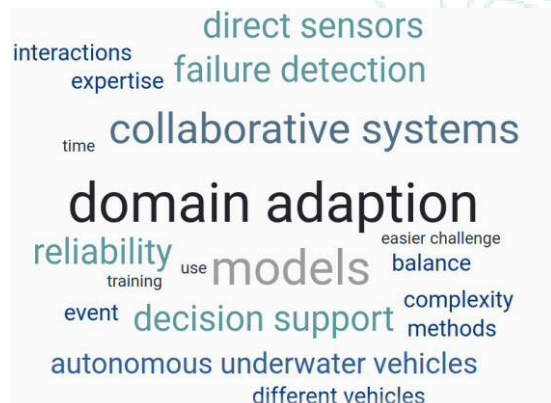 direct sensors
interactions
failure detection
expertise
collaborative systems
time
domain adaption
easier challenge
reliability
models
balance
training
use
complexity
event
decision support
methods
autonomous underwater vehicles
different vehicles